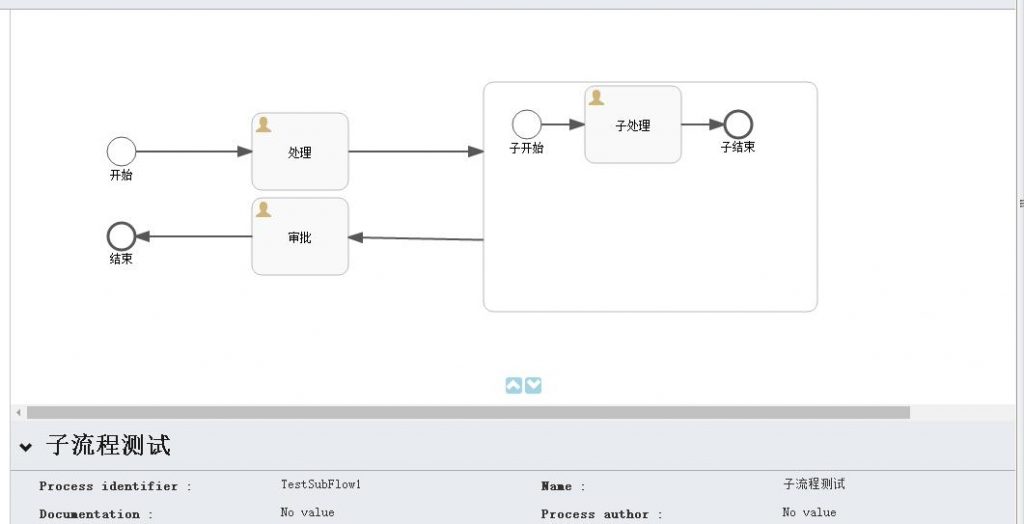 开始
处理
子开始
子处理
子结束
结束
审批
子流程测试
Process identifier : TestSubFlow1 Name : 子流程测试
Documentation : No value Process author : No value